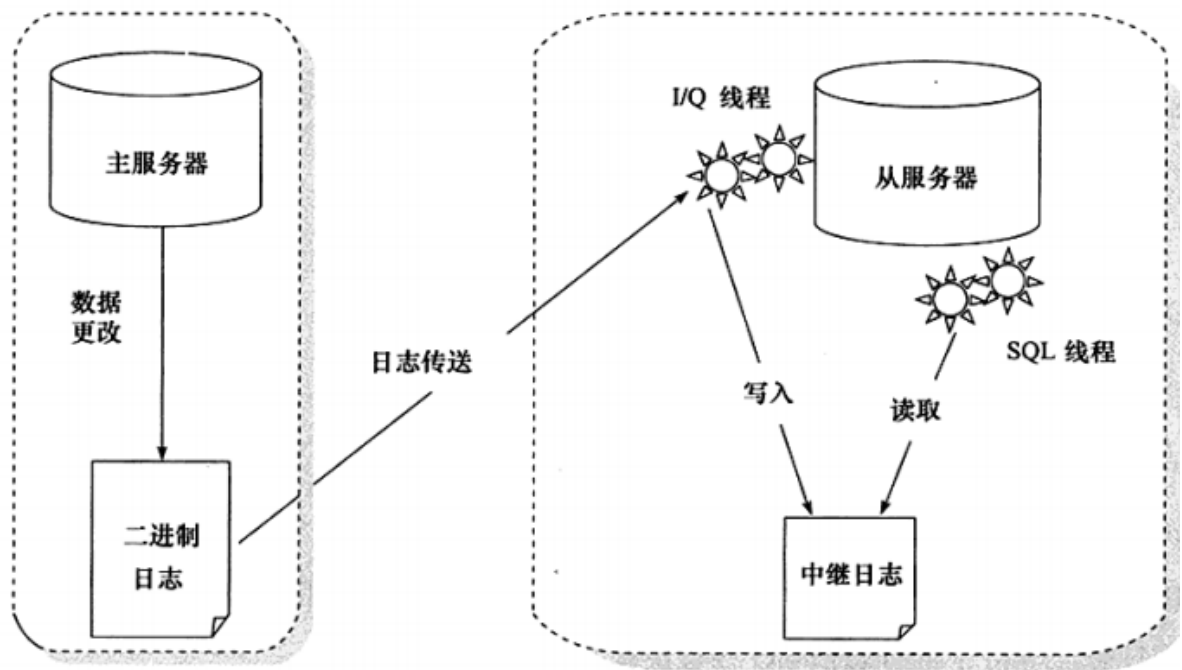 主服务器
数据
更改
二进制
日志
日志传送
I/Q 线程
从服务器
SQL 线程
写入
读取
中继日志